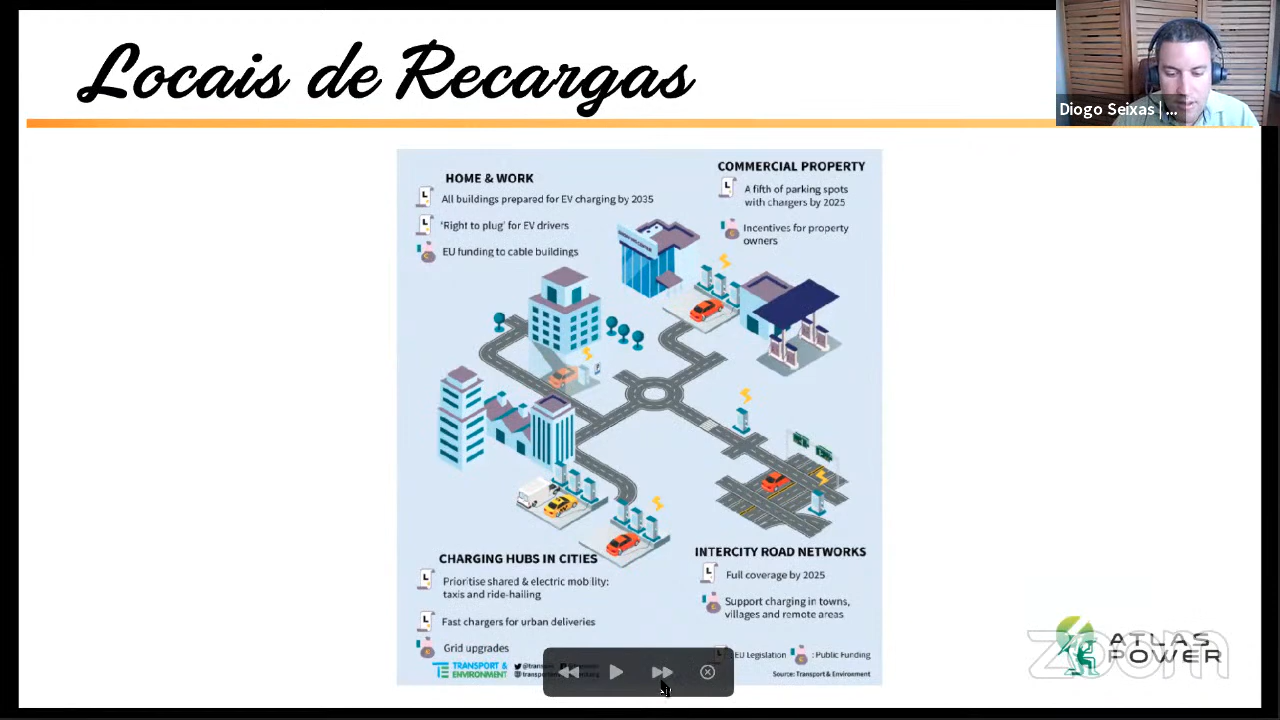 Locais de Recargas
Diogo Seixas | ...
HOME & WORK
All buildings prepared for EV charging by 2035
'Right to plug' for EV drivers
EU funding to cable buildings
COMMERCIAL PROPERTY
A fifth of parking spots
with chargers by 2025
Incentives for property
owners
CHARGING HUBS IN CITIES
Prioritise shared & electric mobility:
taxis and ride-hailing
Fast chargers for urban deliveries
Grid upgrades
INTERCITY ROAD NETWORKS
Full coverage by 2025
Support charging in towns,
villages and remote areas
EU Legislation : Public Funding
TRANSPORT &
ENVIRONMENT
Source: Transport & Environment
ATLAS
POWER
zoom